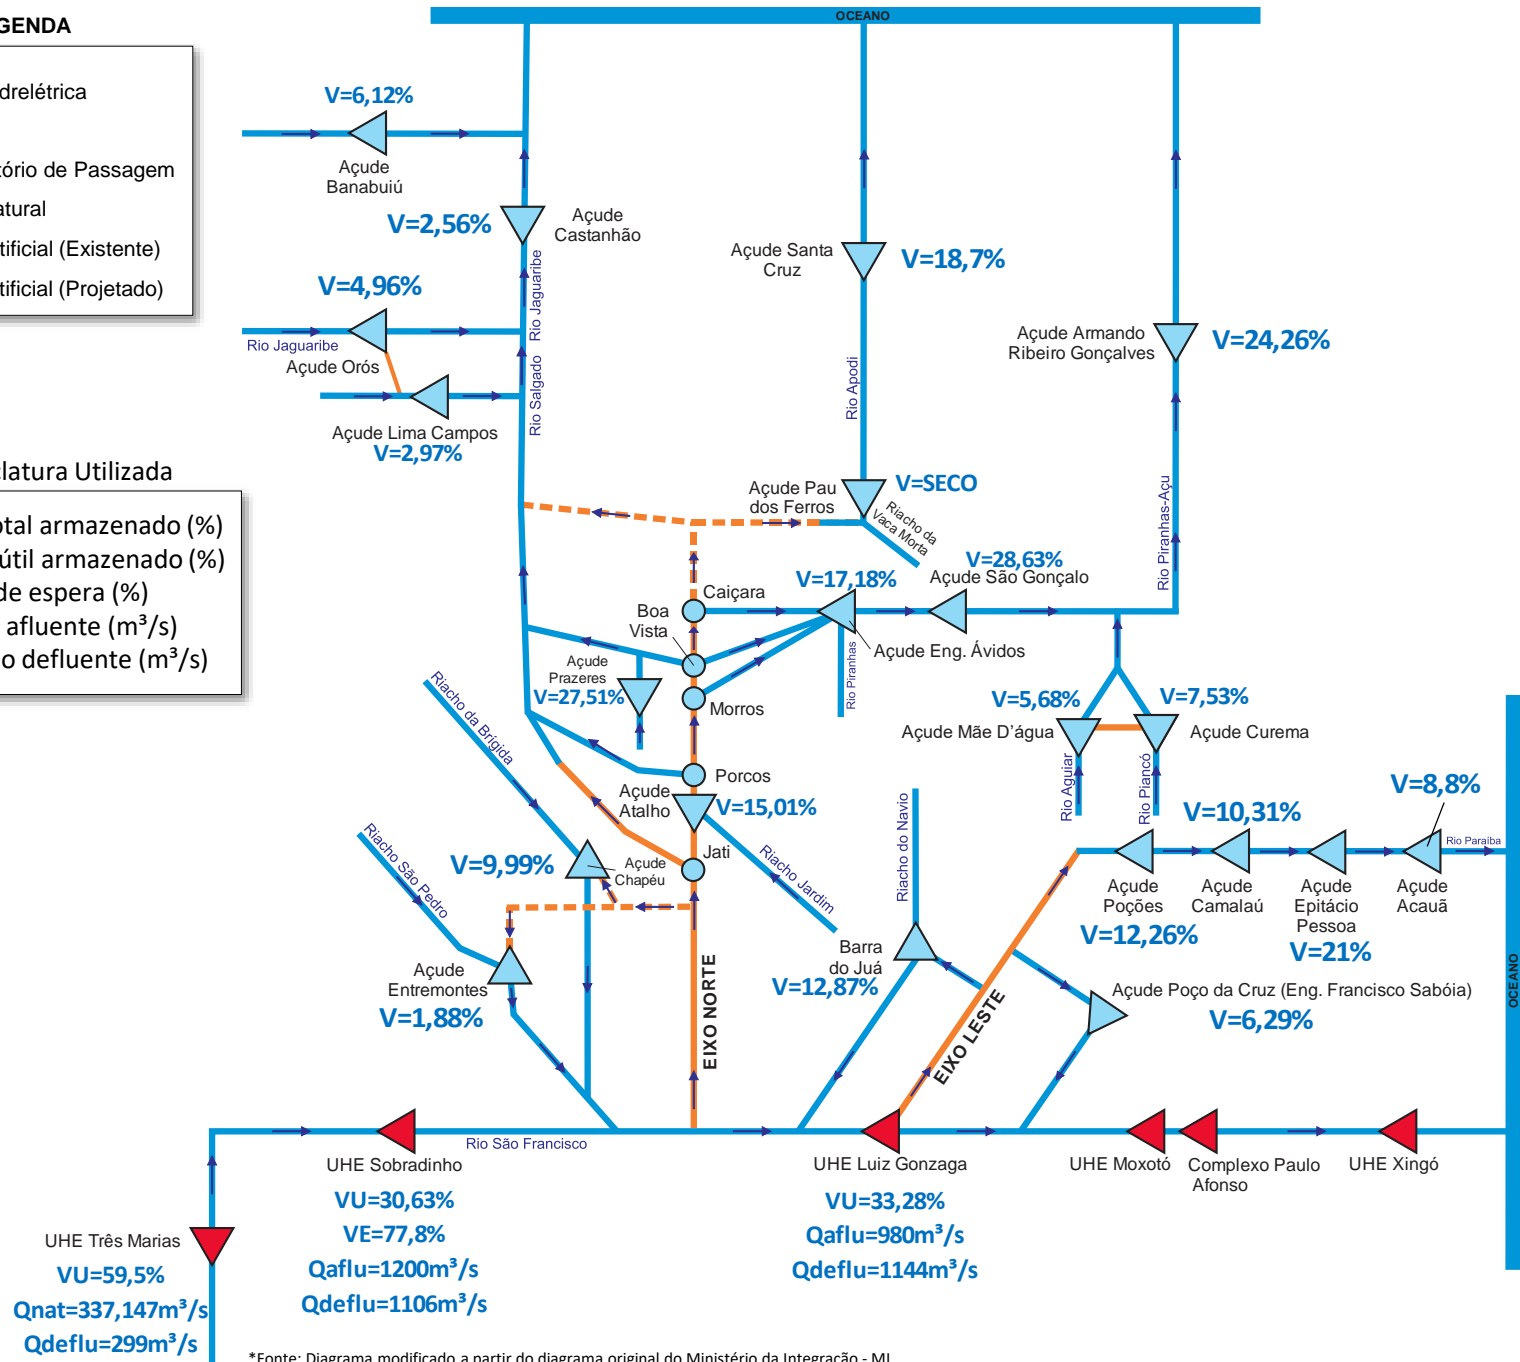 OCEANO
GENDA
drelétrica
tório de Passagem
atural
tificial (Existente)
tificial (Projetado)
V=6,12%
Açude
Banabuiú
V=2,56%
Açude
Castanhão
Rio Jaguaribe
V=4,96%
Rio Jaguaribe
Açude Orós
Rio Salgado
Açude Lima Campos
V=2,97%
Açude Santa
Cruz
V=18,7%
Rio Apodi
Açude Armando
Ribeiro Gonçalves
V=24,26%
Rio Piranhas-Açu
clatura Utilizada
otal armazenado (%)
útil armazenado (%)
de espera (%)
afluente (m³/s)
o defluente (m³/s)
Açude Pau
dos Ferros
V=SECO
Riacho da
Vaca Morta
V=28,63%
Açude São Gonçalo
V=17,18%
Açude Eng. Ávidos
Rio Piranhas
Caiçara
Boa
Vista
Morros
Açude
Prazeres
V=27,51%
Porcos
Riacho da Brígida
Açude
Atalho
V=15,01%
Jati
Riacho Jardim
Riacho São Pedro
V=9,99%
Açude
Chapéu
V=5,68%
V=7,53%
Açude Mãe D'água
Açude Curema
Rio Aguiar
Rio Piancó
V=8,8%
V=10,31%
Rio Paraiba
Açude
Poções
V=12,26%
Açude
Camalaú
Açude
Epitácio
Pessoa
V=21%
Açude
Acauã
Riacho do Navio
Barra
do Juá
V=12,87%
Açude
Entremontes
V=1,88%
EIXO NORTE
EIXO LESTE
Açude Poço da Cruz (Eng. Francisco Sabóia)
V=6,29%
OCEANO
Rio São Francisco
UHE Sobradinho
VU=30,63%
VE=77,8%
Qaflu=1200m³/s
Qdeflu=1106m³/s
UHE Luiz Gonzaga
VU=33,28%
Qaflu=980m³/s
Qdeflu=1144m³/s
UHE Moxotó
Complexo Paulo
Afonso
UHE Xingó
UHE Três Marias
VU=59,5%
Qnat=337,147m³/s
Qdeflu=299m³/s
*Fonte: Diagrama modificado a partir do diagrama original do Ministério da Integração - MI